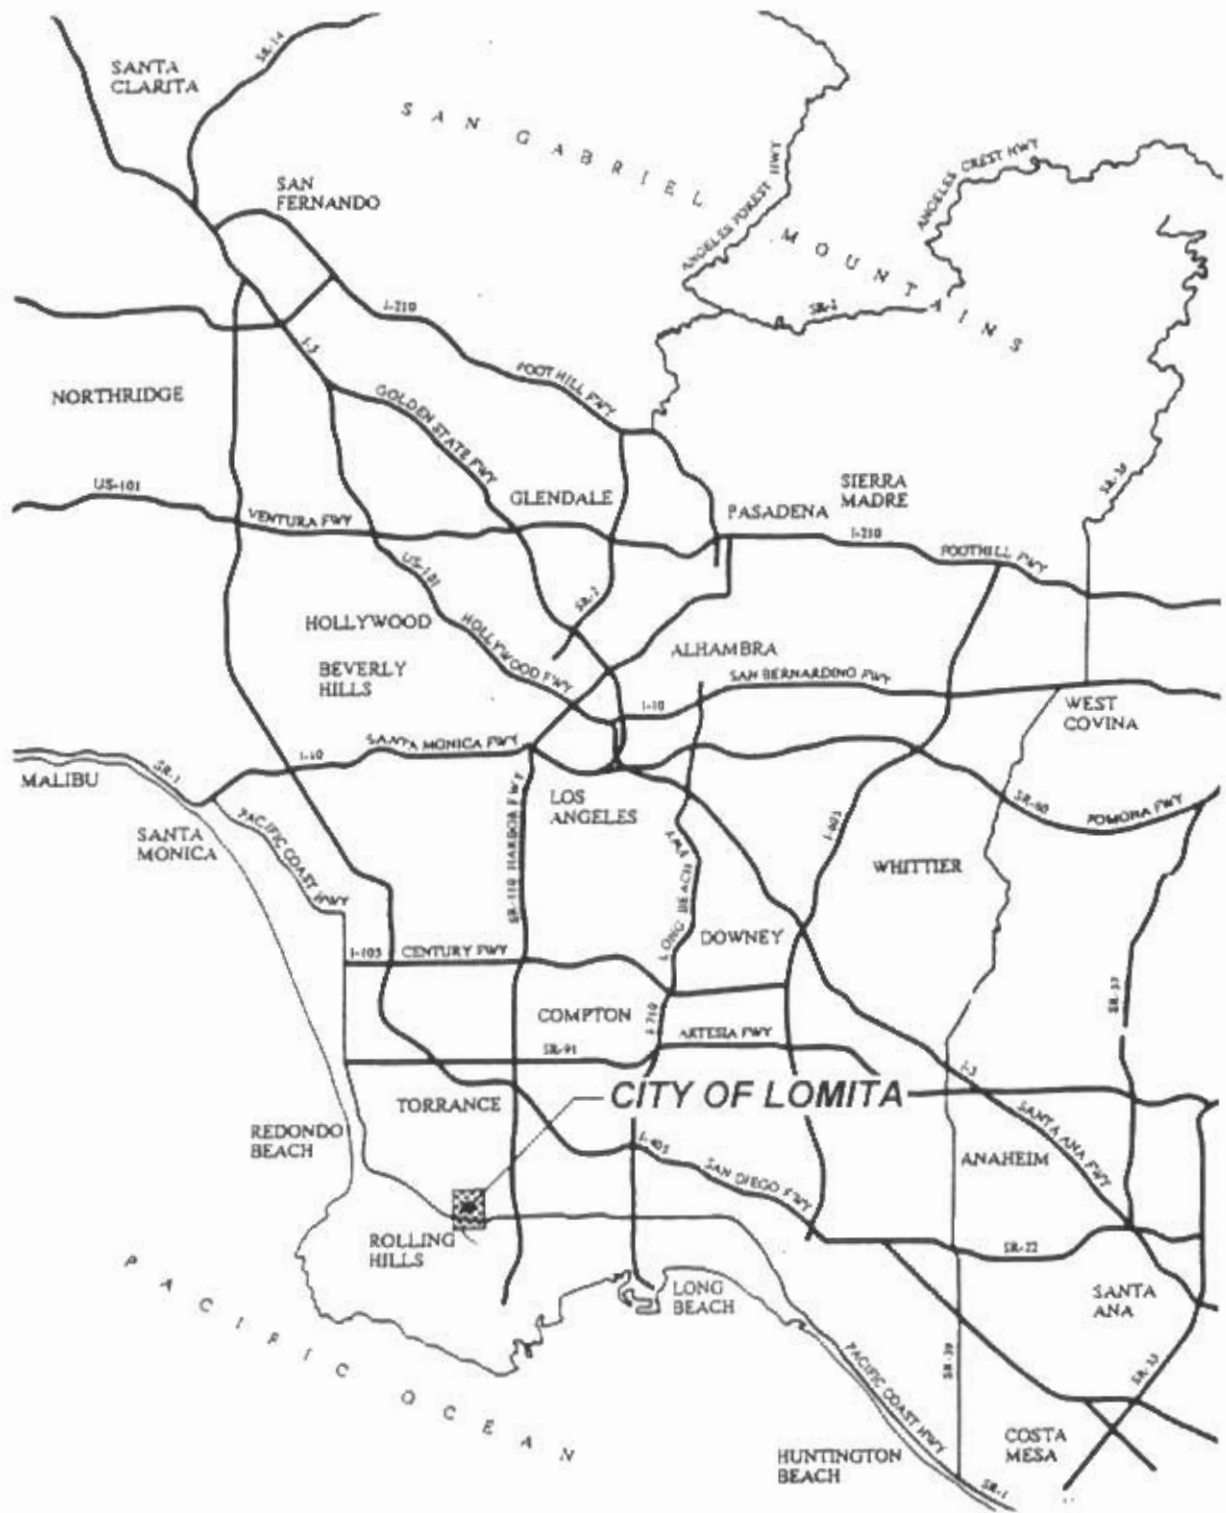 SANTA
CLARITA
SR-14
SAN GABRIEL MOUNTAINS
ANGELES FOREST HWY
ANGELES CREST HWY
SAN
FERNANDO
I-210
SR-2
I-5
FOOTHILL FWY
NORTHRIDGE
GOLDEN STATE FWY
US-101
VENTURA FWY
GLENDALE
SIERRA
MADRE
SR-39
PASADENA
I-210
FOOTHILL FWY
US-101
SR-2
HOLLYWOOD
HOLLYWOOD FWY
BEVERLY
HILLS
ALHAMBRA
SAN BERNARDINO FWY
I-10
WEST
COVINA
SANTA MONICA FWY
I-10
SR-1
MALIBU
LOS
ANGELES
SR-60
POMONA FWY
PACIFIC COAST HWY
SANTA
MONICA
SR-110 HARBOR FWY
I-605
WHITTIER
LONG BEACH FWY
DOWNEY
I-105
CENTURY FWY
COMPTON
I-710
ARTESIA FWY
SR-91
SR-57
I-5
TORRANCE
CITY OF LOMITA
REDONDO
BEACH
I-405
SAN DIEGO FWY
SANTA ANA FWY
ANAHEIM
ROLLING
HILLS
SR-22
LONG
BEACH
SANTA
ANA
PACIFIC OCEAN
PACIFIC COAST HWY
SR-39
SR-55
HUNTINGTON
BEACH
COSTA
MESA
SR-1